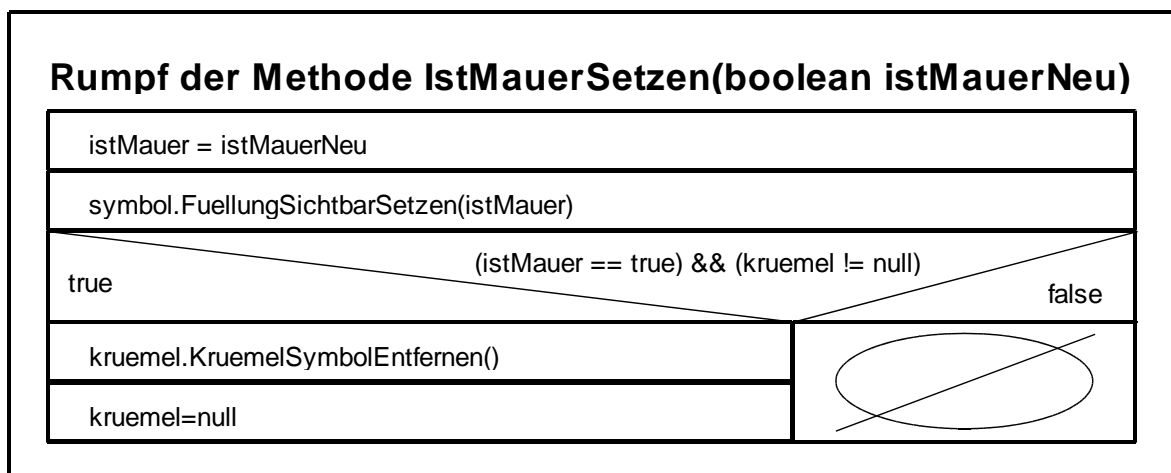 Rumpf der Methode IstMauerSetzen(boolean istMauerNeu)
istMauer = istMauerNeu
symbol.FuellungSichtbarSetzen(istMauer)
(istMauer == true) && (kruemel != null)
true
false
kruemel.KruemelSymbolEntfernen()
kruemel=null